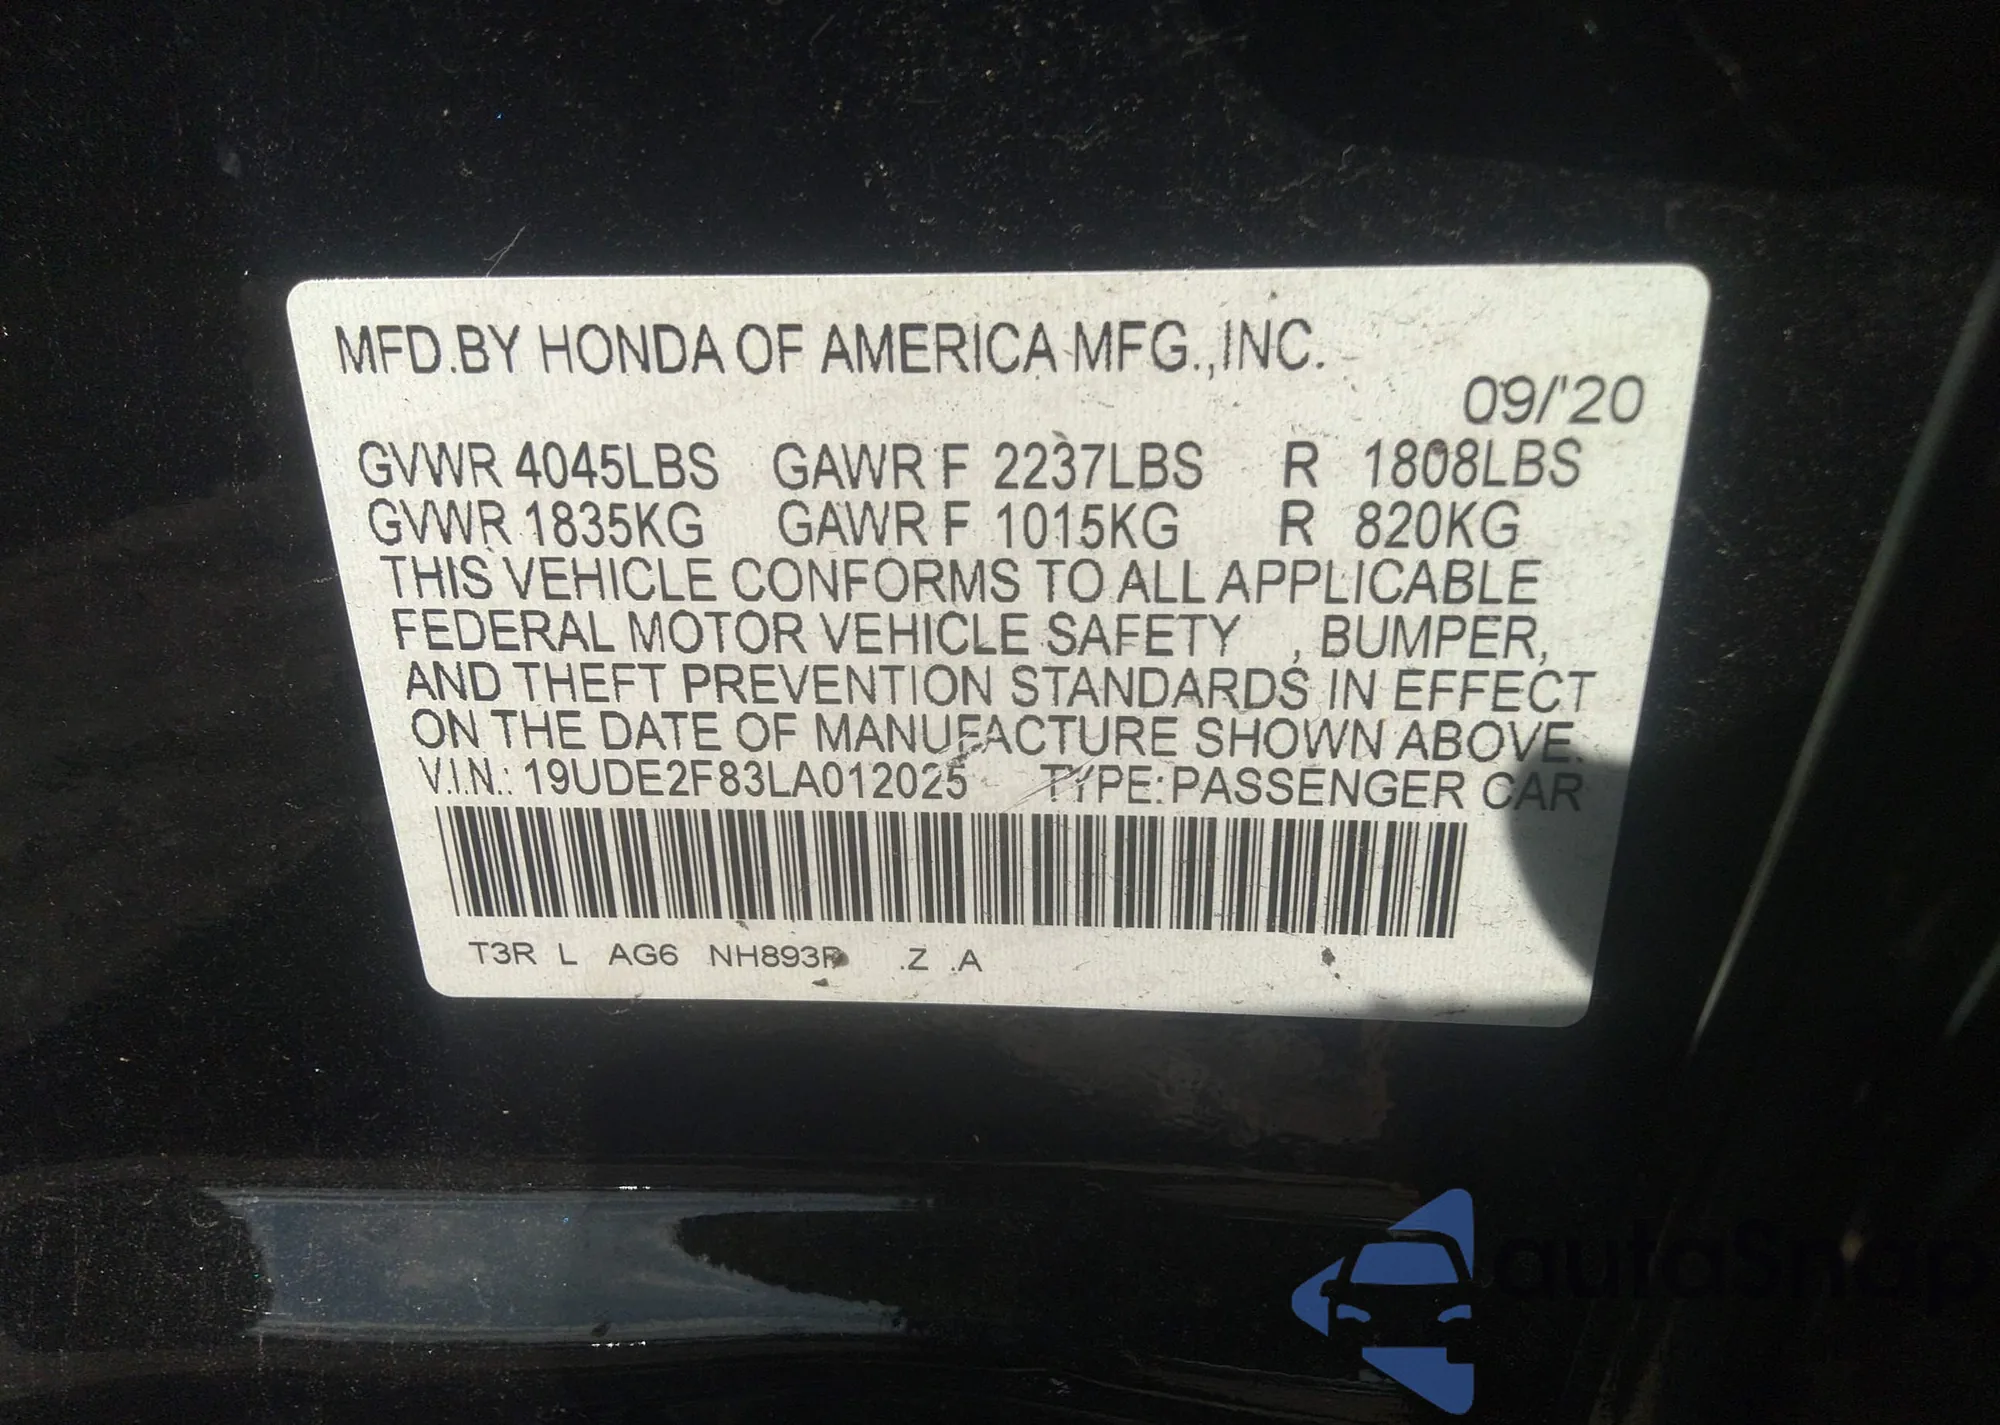 MFD.BY HONDA OF AMERICA MFG.,INC.
09/'20
GVWR 4045LBS GAWR F 2237LBS R 1808LBS
GVWR 1835KG GAWR F 1015KG R 820KG
THIS VEHICLE CONFORMS TO ALL APPLICABLE
FEDERAL MOTOR VEHICLE SAFETY , BUMPER,
AND THEFT PREVENTION STANDARDS IN EFFECT
ON THE DATE OF MANUFACTURE SHOWN ABOVE.
V.I.N.: 19UDE2F83LA012025 TYPE:PASSENGER CAR
T3R L AG6 NH893P .Z .A
autaSnap